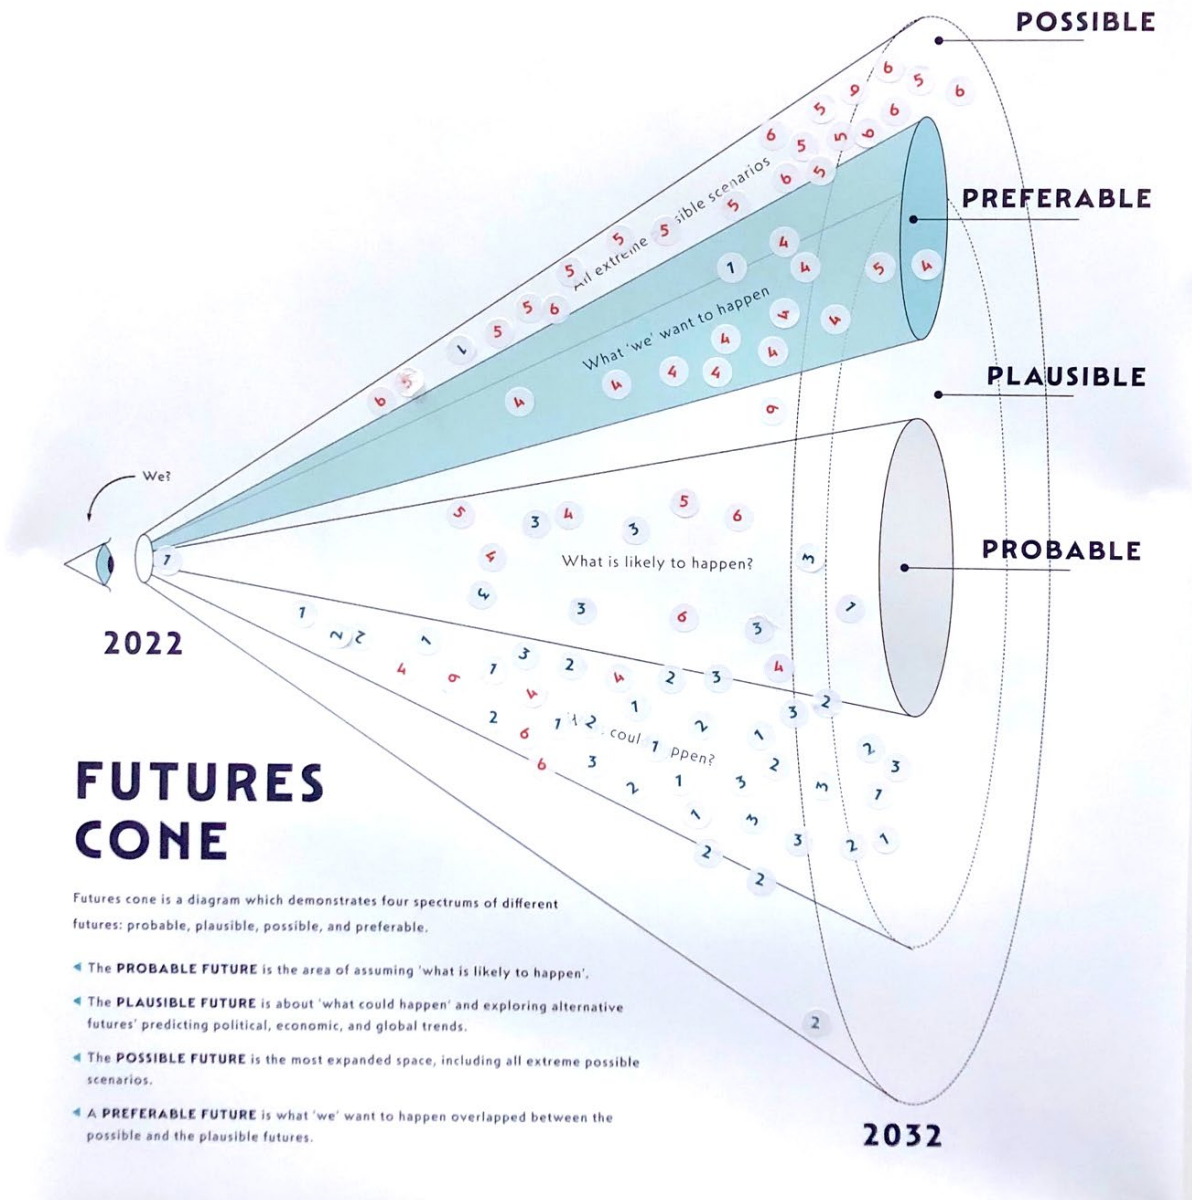 POSSIBLE
PREFERABLE
PLAUSIBLE
PROBABLE
extreme sible scenarios
What 'we' want to happen
What is likely to happen?
coul ppen?
We?
2022
2032
FUTURES
CONE
Futures cone is a diagram which demonstrates four spectrums of different
futures: probable, plausible, possible, and preferable.
The PROBABLE FUTURE is the area of assuming 'what is likely to happen'.
The PLAUSIBLE FUTURE is about 'what could happen' and exploring alternative
futures' predicting political, economic, and global trends.
The POSSIBLE FUTURE is the most expanded space, including all extreme possible
scenarios.
A PREFERABLE FUTURE is what 'we' want to happen overlapped between the
possible and the plausible futures.